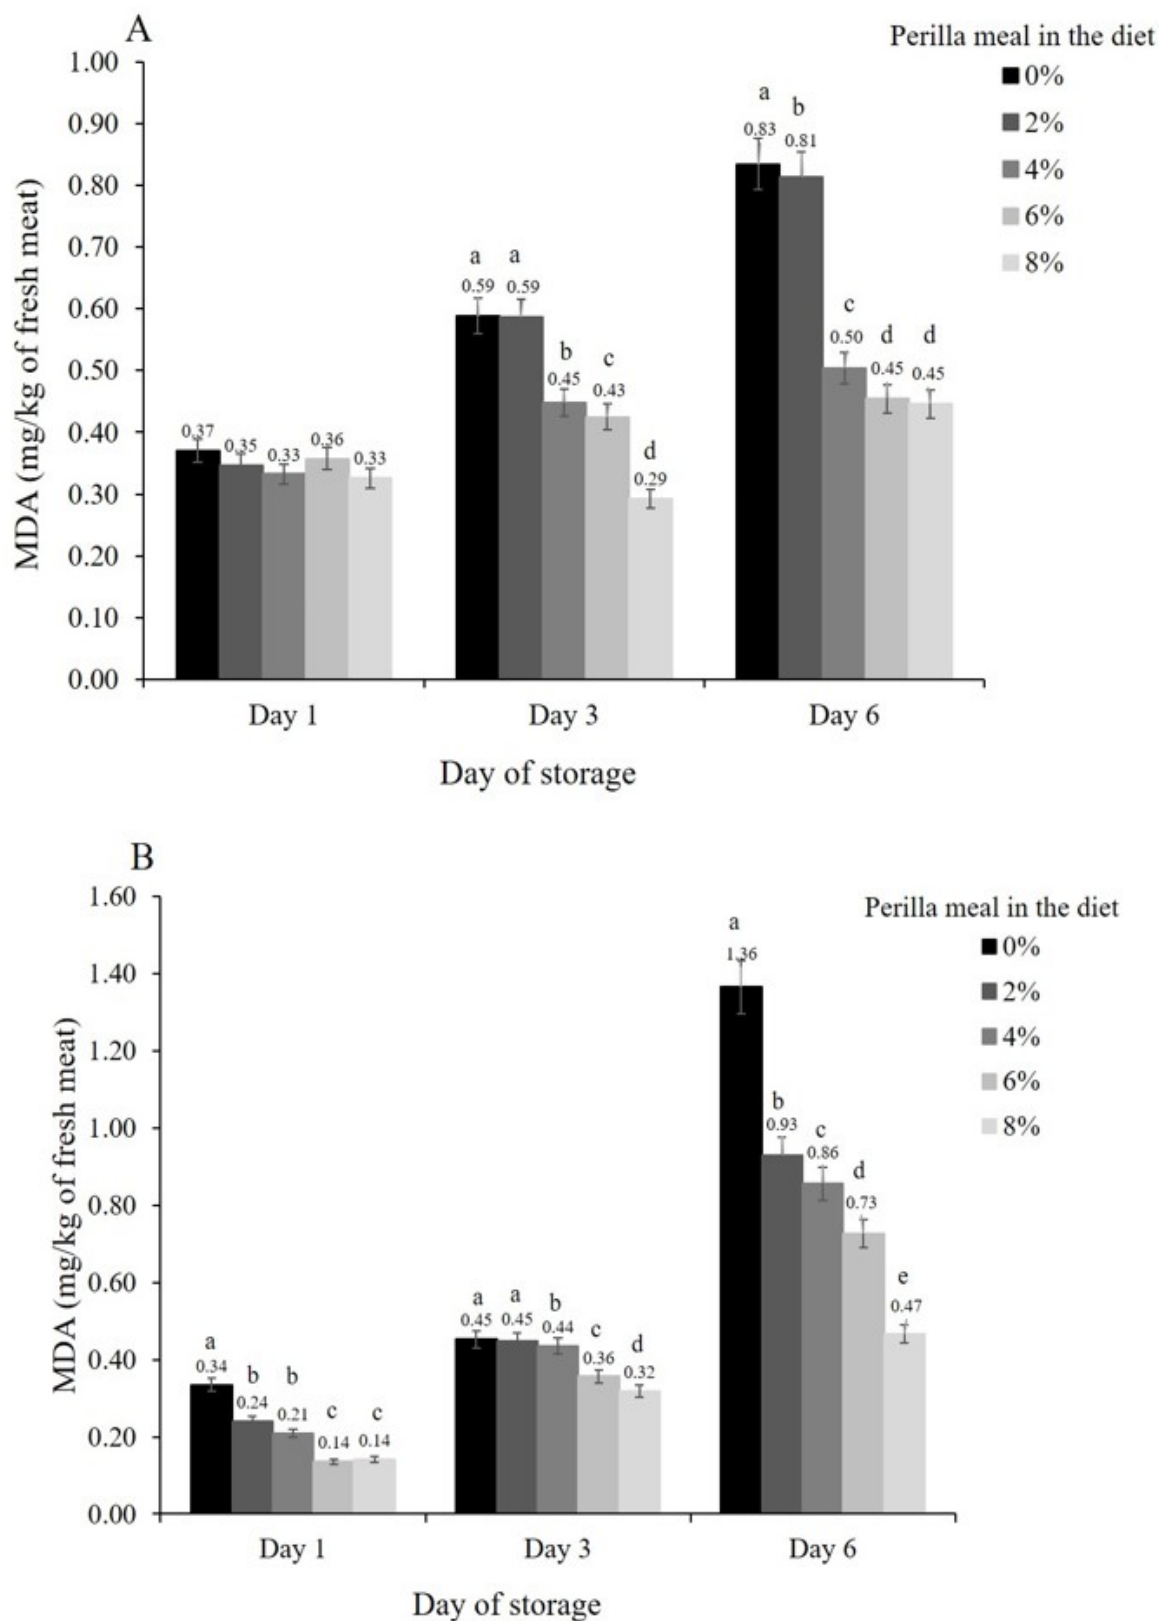 A
Perilla meal in the diet
0%
2%
4%
6%
8%
MDA (mg/kg of fresh meat)
1.00
0.90
0.80
0.70
0.60
0.50
0.40
0.30
0.20
0.10
0.00
0.37 0.35 0.33 0.36 0.33
a a b c d
0.59 0.59 0.45 0.43 0.29
a b c d d
0.83 0.81 0.50 0.45 0.45
Day 1 Day 3 Day 6
Day of storage
B
Perilla meal in the diet
0%
2%
4%
6%
8%
MDA (mg/kg of fresh meat)
1.60
1.40
1.20
1.00
0.80
0.60
0.40
0.20
0.00
a b b c c
0.34 0.24 0.21 0.14 0.14
a a b c d
0.45 0.45 0.44 0.36 0.32
a b c d e
1.36 0.93 0.86 0.73 0.47
Day 1 Day 3 Day 6
Day of storage